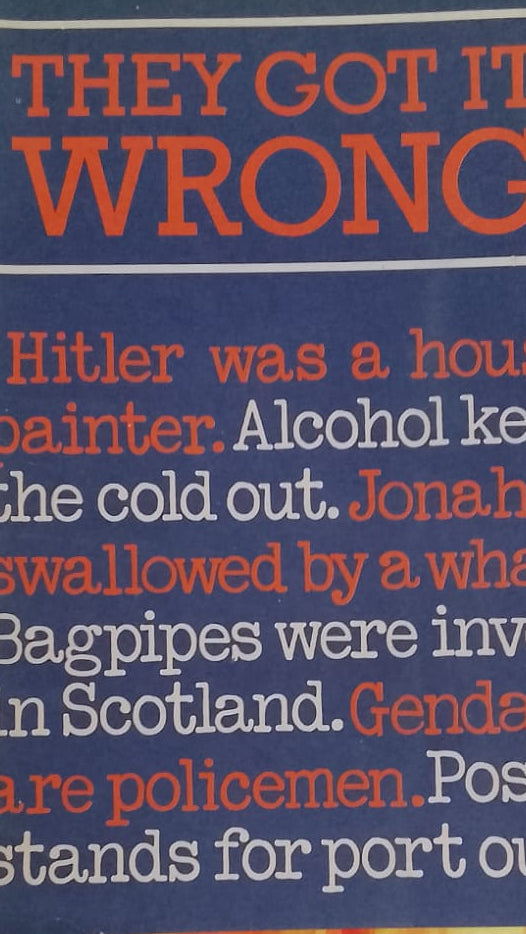 THEY GOT IT
WRONG
Hitler was a hou
painter. Alcohol ke
the cold out. Jonah
swallowed by a wha
Bagpipes were inv
in Scotland. Genda
are policemen. Pos
stands for port ou